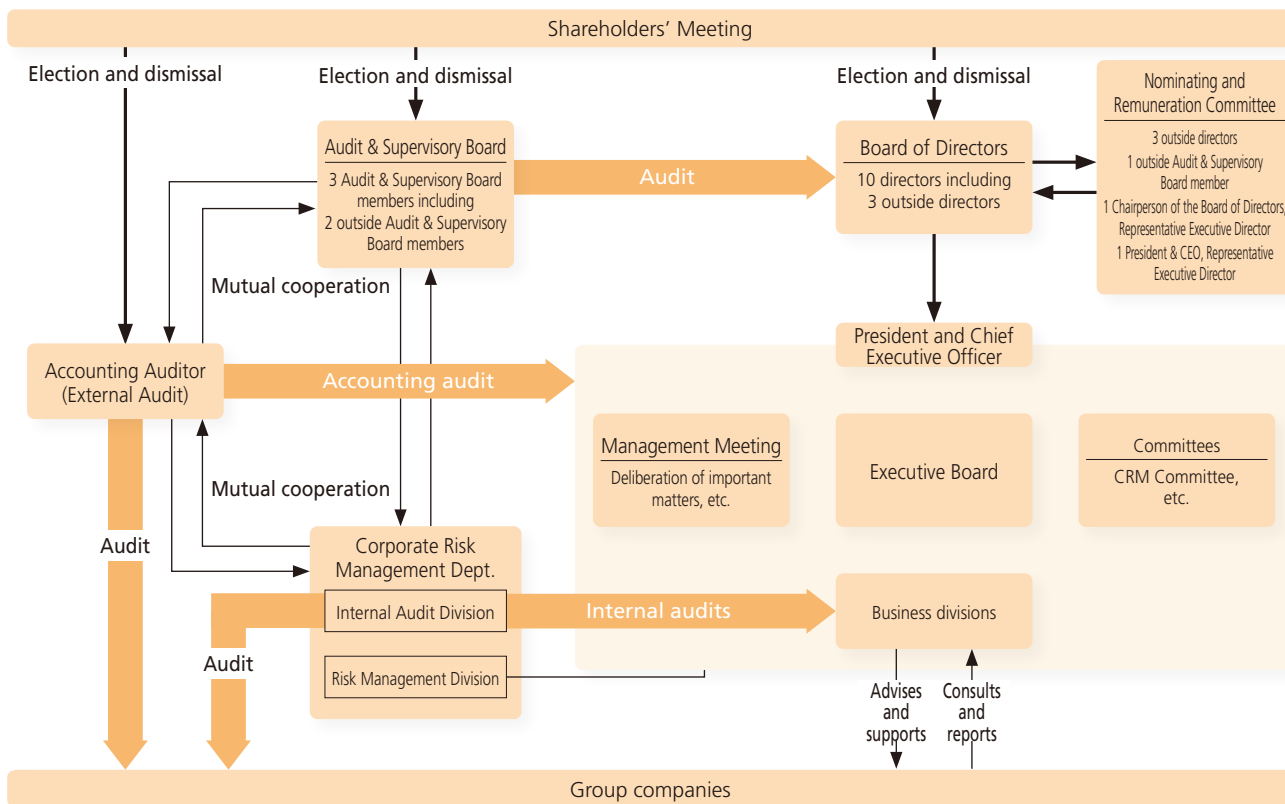 Shareholders' Meeting
Election and dismissal
Election and dismissal
Election and dismissal
Nominating and
Remuneration Committee
3 outside directors
1 outside Audit & Supervisory
Board member
1 Chairperson of the Board of Directors,
Representative Executive Director
1 President & CEO, Representative
Executive Director
Audit & Supervisory Board
3 Audit & Supervisory Board
members including
2 outside Audit & Supervisory
Board members
Audit
Board of Directors
10 directors including
3 outside directors
Mutual cooperation
President and Chief
Executive Officer
Accounting Auditor
(External Audit)
Accounting audit
Management Meeting
Deliberation of important
matters, etc.
Executive Board
Committees
CRM Committee,
etc.
Mutual cooperation
Audit
Corporate Risk
Management Dept.
Internal Audit Division
Internal audits
Business divisions
Audit
Risk Management Division
Advises
and
supports
Consults
and
reports
Group companies